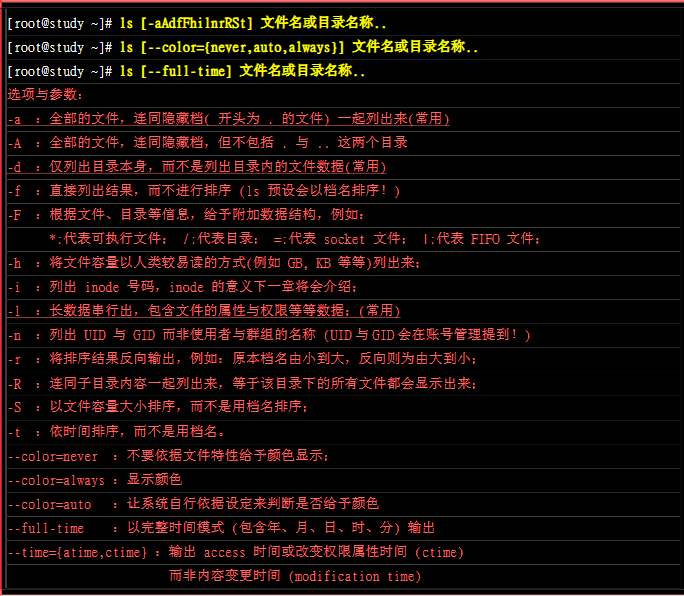 [root@study ~]# ls [-aAdfFhilnrRSt] 文件名或目录名称..
[root@study ~]# ls [--color={never,auto,always}] 文件名或目录名称..
[root@study ~]# ls [--full-time] 文件名或目录名称..
选项与参数：
-a ：全部的文件，连同隐藏档( 开头为 . 的文件) 一起列出来(常用)
-A ：全部的文件，连同隐藏档，但不包括 . 与 .. 这两个目录
-d ：仅列出目录本身，而不是列出目录内的文件数据(常用)
-f ：直接列出结果，而不进行排序 (ls 预设会以档名排序！)
-F ：根据文件、目录等信息，给予附加数据结构，例如：
*:代表可执行文件； /:代表目录； =:代表 socket 文件； |:代表 FIFO 文件；
-h ：将文件容量以人类较易读的方式(例如 GB, KB 等等)列出来；
-i ：列出 inode 号码，inode 的意义下一章将会介绍；
-l ：长数据串行出，包含文件的属性与权限等等数据；(常用)
-n ：列出 UID 与 GID 而非使用者与群组的名称 (UID与GID会在账号管理提到！)
-r ：将排序结果反向输出，例如：原本档名由小到大，反向则为由大到小；
-R ：连同子目录内容一起列出来，等于该目录下的所有文件都会显示出来；
-S ：以文件容量大小排序，而不是用档名排序；
-t ：依时间排序，而不是用档名。
--color=never ：不要依据文件特性给予颜色显示；
--color=always ：显示颜色
--color=auto ：让系统自行依据设定来判断是否给予颜色
--full-time ：以完整时间模式 (包含年、月、日、时、分) 输出
--time={atime,ctime} ：输出 access 时间或改变权限属性时间 (ctime)
而非内容变更时间 (modification time)